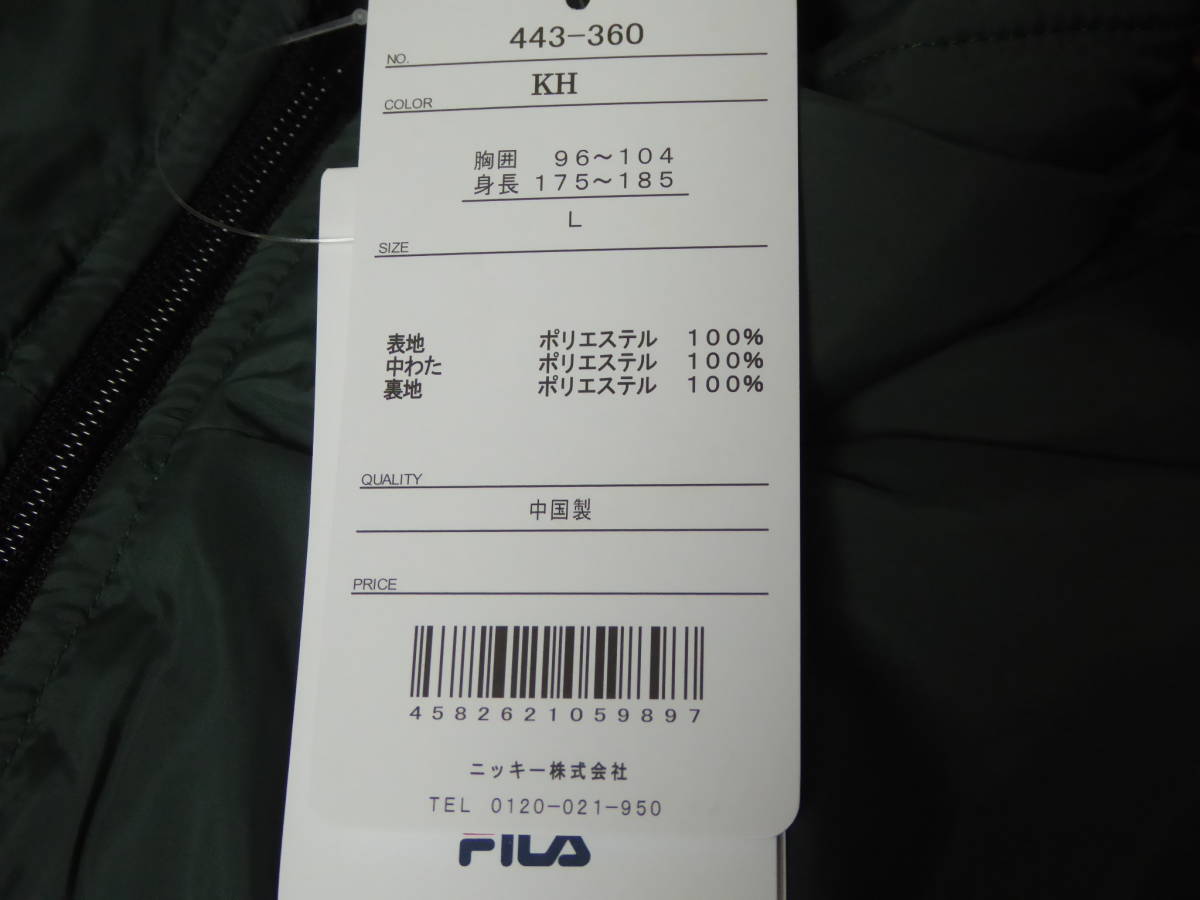 443-360
NO.
KH
COLOR
胸囲 96～104
身長 175～185
L
SIZE
表地 ポリエステル 100%
中わた ポリエステル 100%
裏地 ポリエステル 100%
QUALITY
中国製
PRICE
4582621059897
ニッキー株式会社
TEL 0120-021-950
FILA